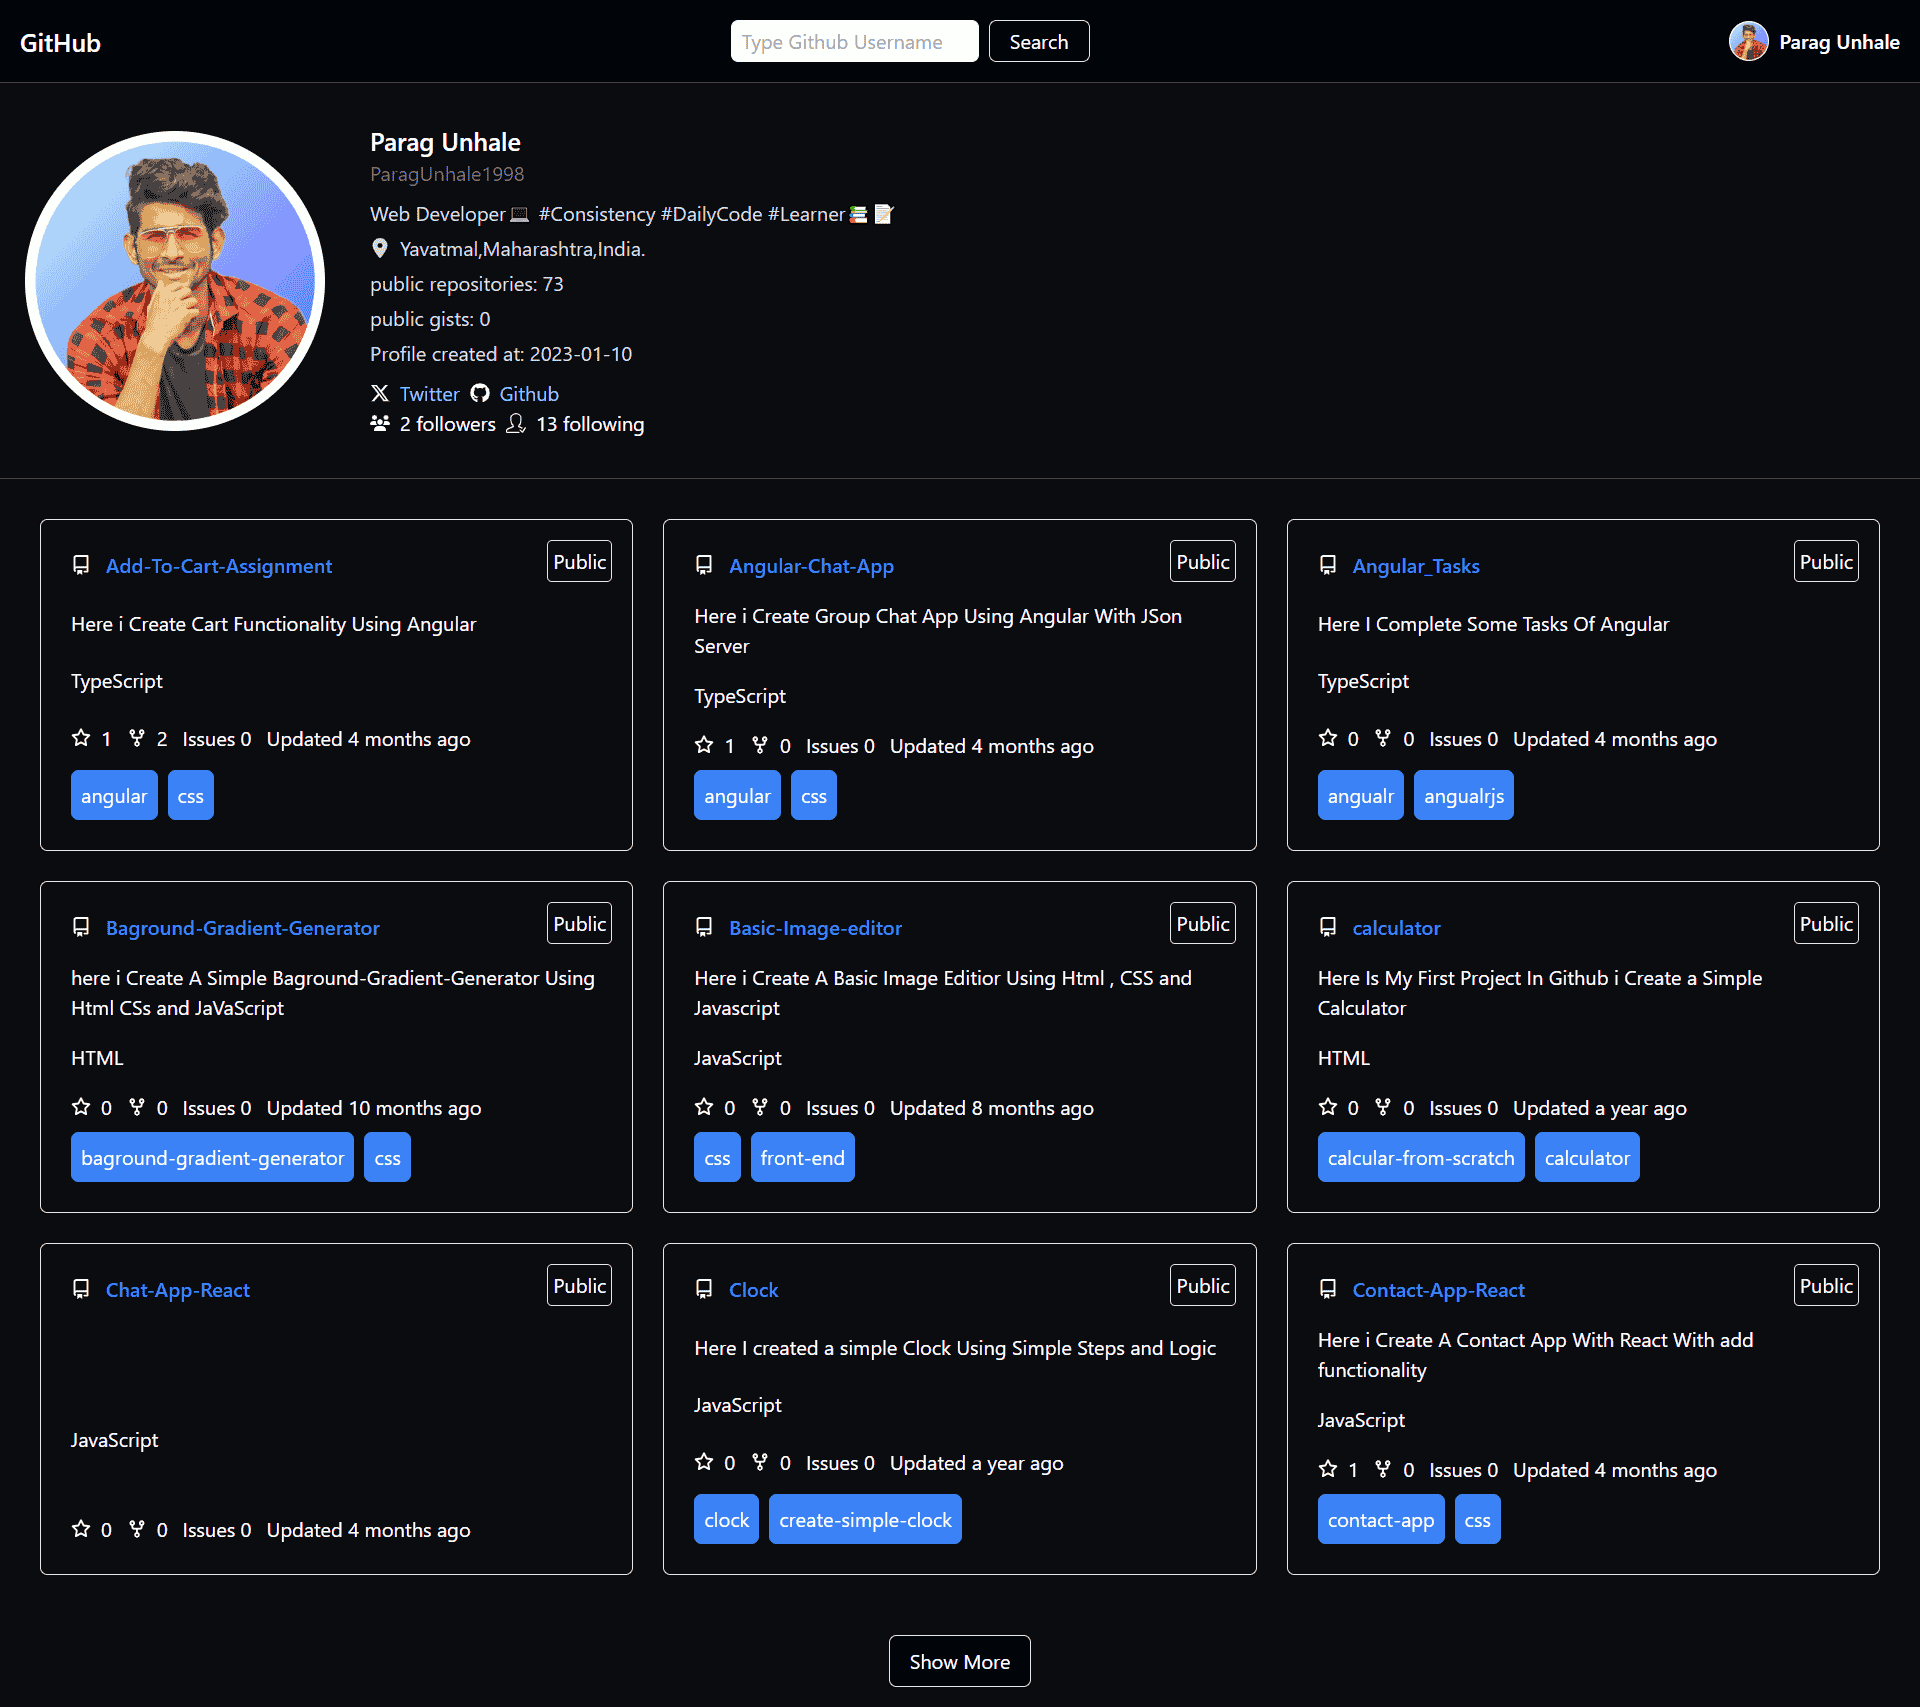 GitHub
Type Github Username
Search
Parag Unhale
Parag Unhale
ParagUnhale1998
Web Developer💻 #Consistency #DailyCode #Learner📚📝
Yavatmal,Maharashtra,India.
public repositories: 73
public gists: 0
Profile created at: 2023-01-10
Twitter Github
2 followers 13 following
Add-To-Cart-Assignment
Public
Here i Create Cart Functionality Using Angular
TypeScript
1 2 Issues 0 Updated 4 months ago
angular css
Angular-Chat-App
Public
Here i Create Group Chat App Using Angular With JSon
Server
TypeScript
1 0 Issues 0 Updated 4 months ago
angular css
Angular_Tasks
Public
Here I Complete Some Tasks Of Angular
TypeScript
0 0 Issues 0 Updated 4 months ago
angualr angualrjs
Baground-Gradient-Generator
Public
here i Create A Simple Baground-Gradient-Generator Using
Html CSs and JaVaScript
HTML
0 0 Issues 0 Updated 10 months ago
baground-gradient-generator css
Basic-Image-editor
Public
Here i Create A Basic Image Editior Using Html , CSS and
Javascript
JavaScript
0 0 Issues 0 Updated 8 months ago
css front-end
calculator
Public
Here Is My First Project In Github i Create a Simple
Calculator
HTML
0 0 Issues 0 Updated a year ago
calcular-from-scratch calculator
Chat-App-React
Public
JavaScript
0 0 Issues 0 Updated 4 months ago
Clock
Public
Here I created a simple Clock Using Simple Steps and Logic
JavaScript
0 0 Issues 0 Updated a year ago
clock create-simple-clock
Contact-App-React
Public
Here i Create A Contact App With React With add
functionality
JavaScript
1 0 Issues 0 Updated 4 months ago
contact-app css
Show More